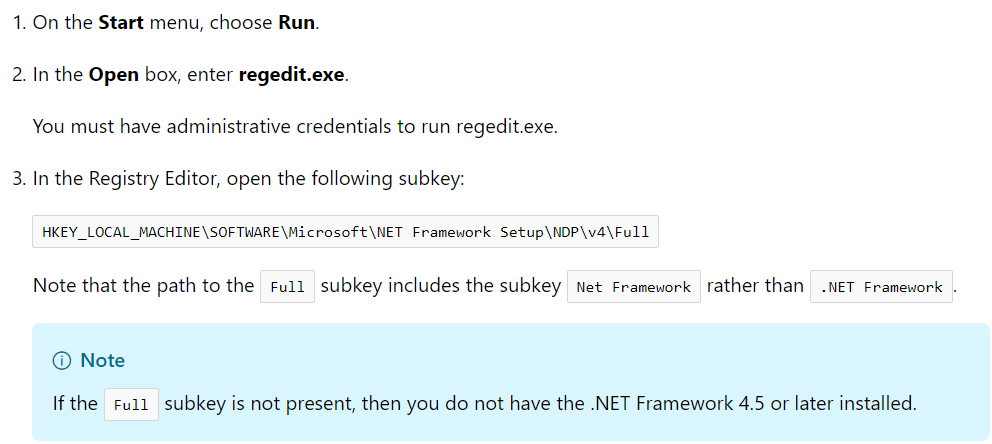 1. On the Start menu, choose Run.
2. In the Open box, enter regedit.exe.
You must have administrative credentials to run regedit.exe.
3. In the Registry Editor, open the following subkey:
HKEY_LOCAL_MACHINE\SOFTWARE\Microsoft\NET Framework Setup\NDP\v4\Full
Note that the path to the Full subkey includes the subkey Net Framework rather than .NET Framework.
Note
If the Full subkey is not present, then you do not have the .NET Framework 4.5 or later installed.